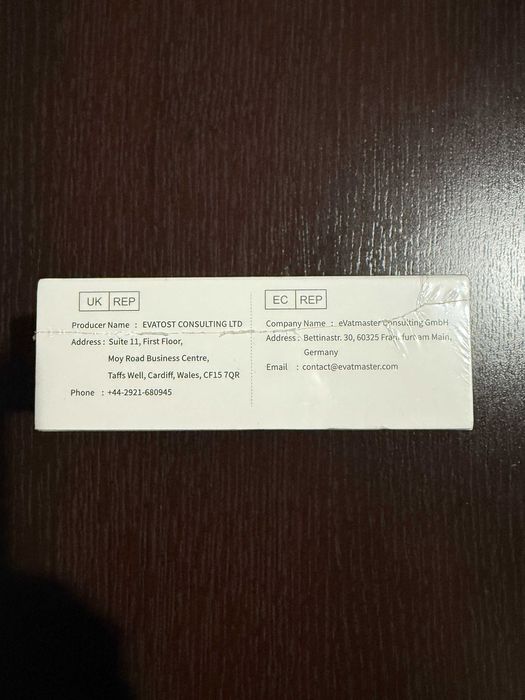 UK REP
Producer Name : EVATOST CONSULTING LTD
Address : Suite 11, First Floor,
Moy Road Business Centre,
Taffs Well, Cardiff, Wales, CF15 7QR
Phone : +44-2921-680945
EC REP
Company Name : eVatmaster Consulting GmbH
Address : Bettinastr. 30, 60325 Frankfurt am Main,
Germany
Email : contact@evatmaster.com